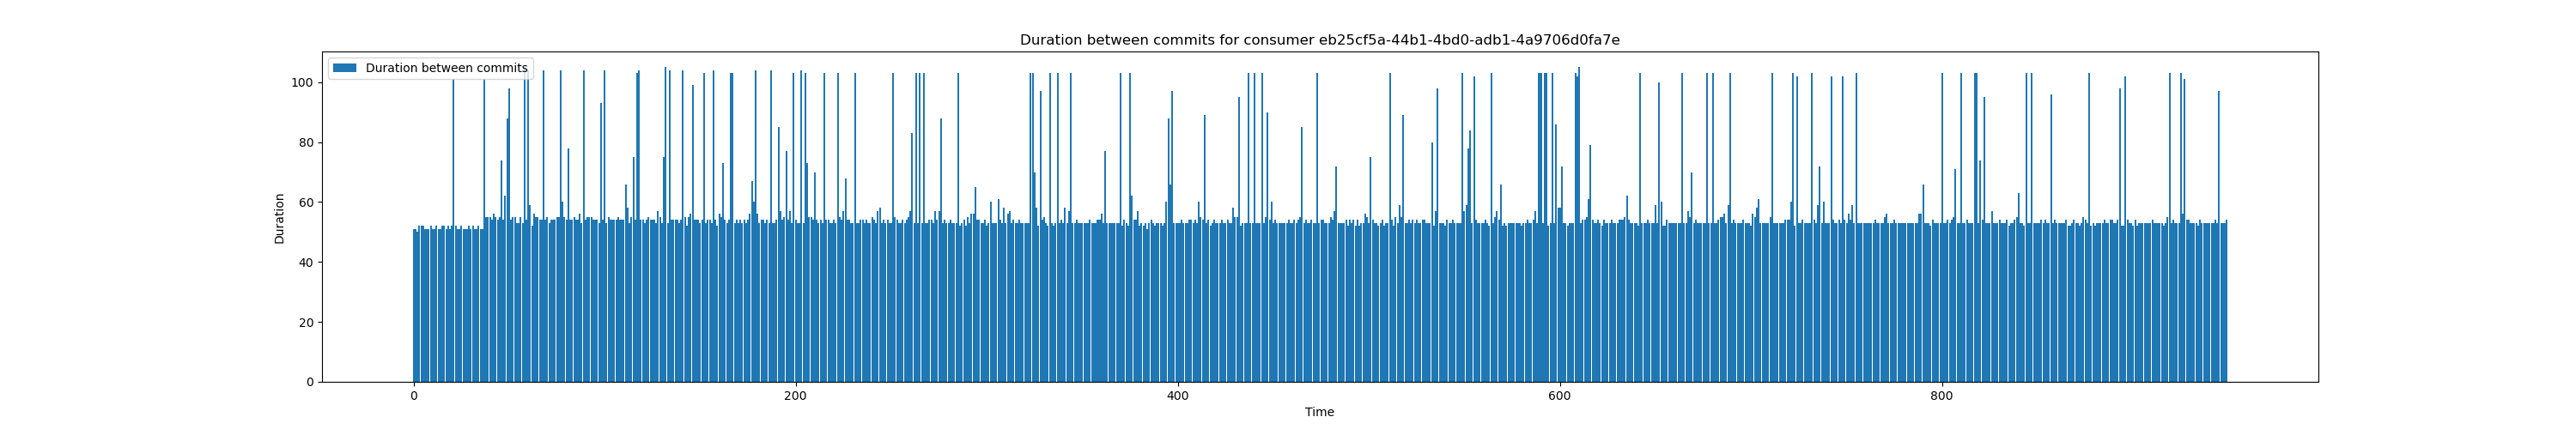 Duration between commits for consumer eb25cf5a-44b1-4bd0-adb1-4a9706d0fa7e
Duration between commits
100
80
60
40
20
0
Duration
0 200 400 600 800
Time